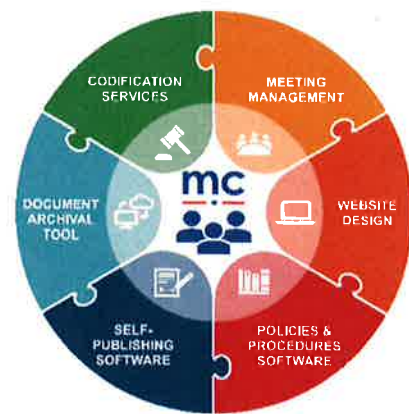 CODIFICATION
SERVICES
MEETING
MANAGEMENT
DOCUMENT
ARCHIVAL
TOOL
mc
WEBSITE
DESIGN
SELF-
PUBLISHING
SOFTWARE
POLICIES &
PROCEDURES
SOFTWARE